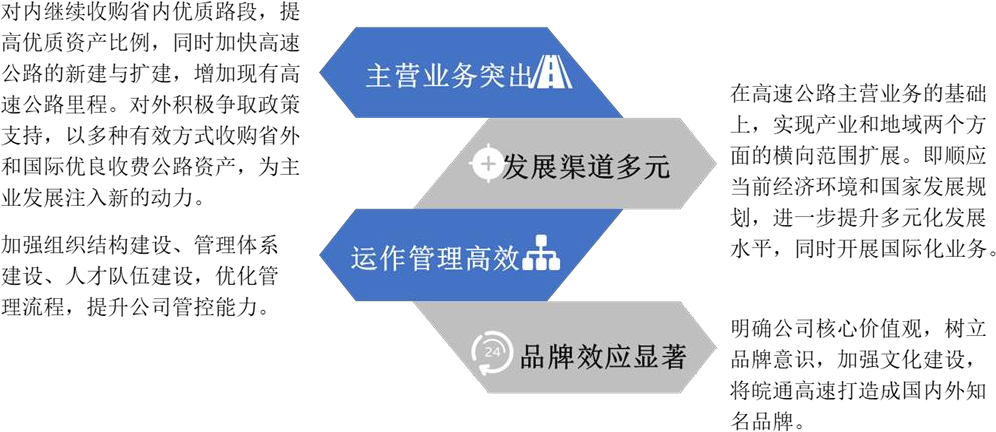 对内继续收购省内优质路段，提
高优质资产比例，同时加快高速
公路的新建与扩建，增加现有高
速公路里程。对外积极争取政策
支持，以多种有效方式收购省外
和国际优良收费公路资产，为主
业发展注入新的动力。
主营业务突出
在高速公路主营业务的基础
上，实现产业和地域两个方
面的横向范围扩展。即顺应
当前经济环境和国家发展规
划，进一步提升多元化发展
水平，同时开展国际化业务。
发展渠道多元
加强组织结构建设、管理体系
建设、人才队伍建设，优化管
理流程，提升公司管控能力。
运作管理高效
明确公司核心价值观，树立
品牌意识，加强文化建设，
将皖通高速打造成国内外知
名品牌。
24
品牌效应显著